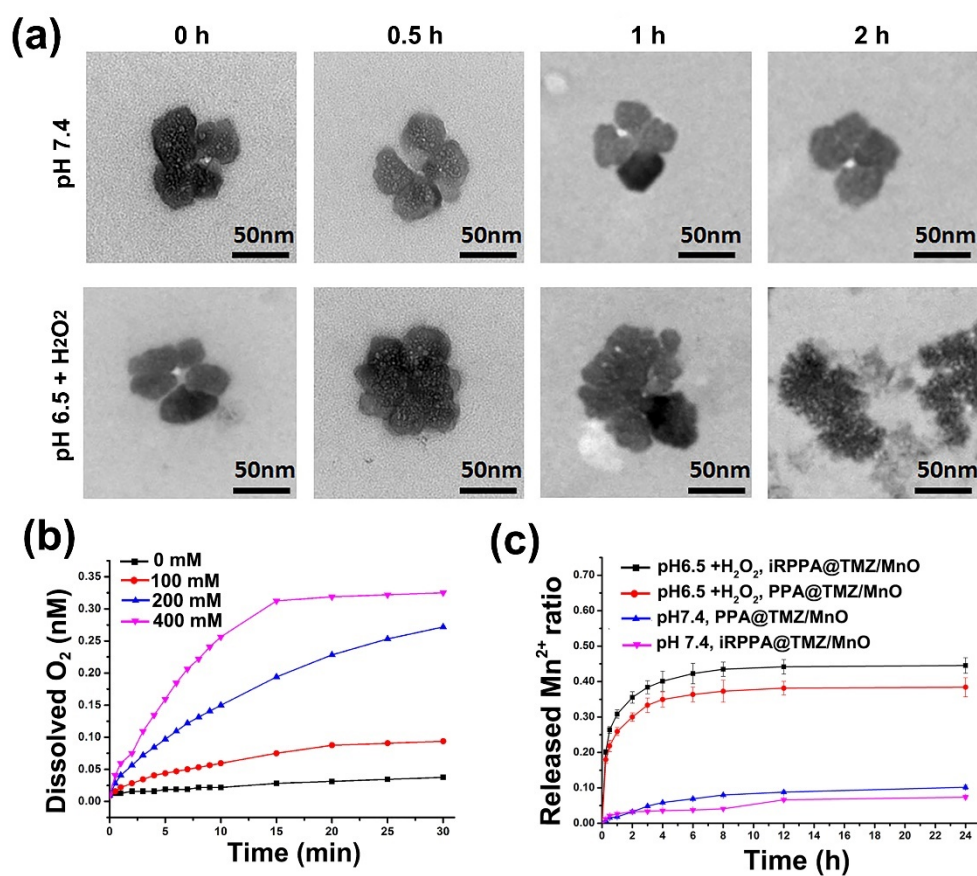 (a)
0 h 0.5 h 1 h 2 h
pH 7.4
50nm 50nm 50nm 50nm
pH 6.5 + H2O2
50nm 50nm 50nm 50nm
(b)
0 mM
100 mM
200 mM
400 mM
Dissolved O2 (nM)
0.35
0.30
0.25
0.20
0.15
0.10
0.05
0.00
0 5 10 15 20 25 30
Time (min)
(c)
pH6.5 +H2O2, iRPPA@TMZ/MnO
pH6.5 +H2O2, PPA@TMZ/MnO
pH7.4, PPA@TMZ/MnO
pH 7.4, iRPPA@TMZ/MnO
Released Mn2+ ratio
0.70
0.60
0.50
0.40
0.30
0.20
0.10
0.00
0 2 4 6 8 10 12 14 16 18 20 22 24
Time (h)